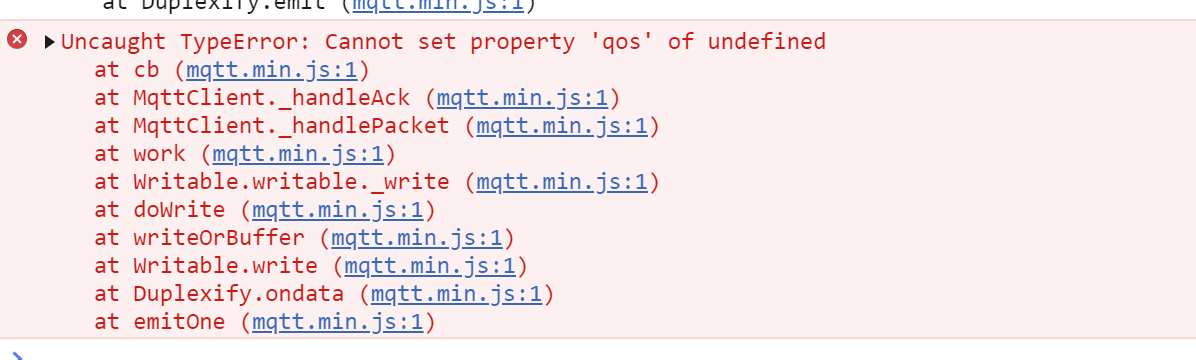 at Duplexify.emit (mqtt.min.js:1)
Uncaught TypeError: Cannot set property 'qos' of undefined
at cb (mqtt.min.js:1)
at MqttClient._handleAck (mqtt.min.js:1)
at MqttClient._handlePacket (mqtt.min.js:1)
at work (mqtt.min.js:1)
at Writable.writable._write (mqtt.min.js:1)
at doWrite (mqtt.min.js:1)
at writeOrBuffer (mqtt.min.js:1)
at Writable.write (mqtt.min.js:1)
at Duplexify.ondata (mqtt.min.js:1)
at emitOne (mqtt.min.js:1)